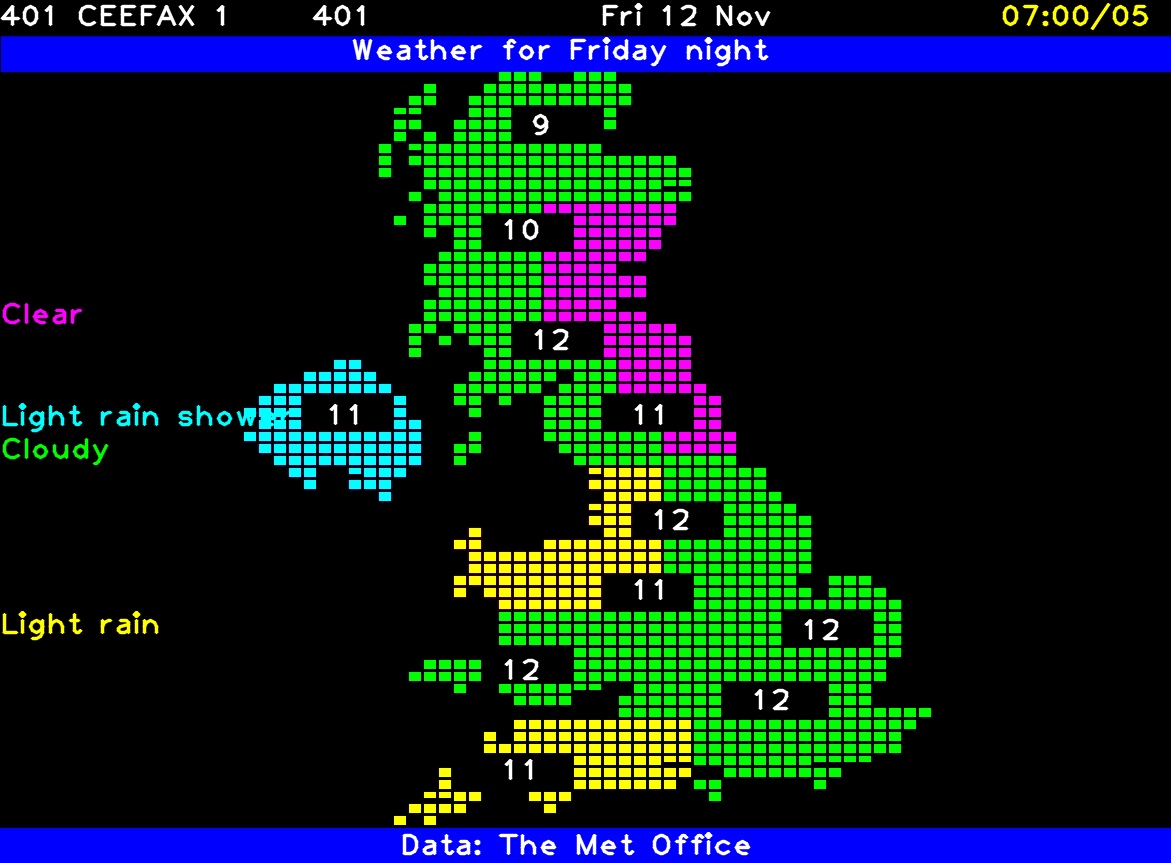 401 CEEFAX 1 401 Fri 12 Nov 07:00/05
Weather for Friday night
9
10
Clear
12
Light rain shower 11 11
Cloudy
12
11
Light rain 12
12
12
11
Data: The Met Office